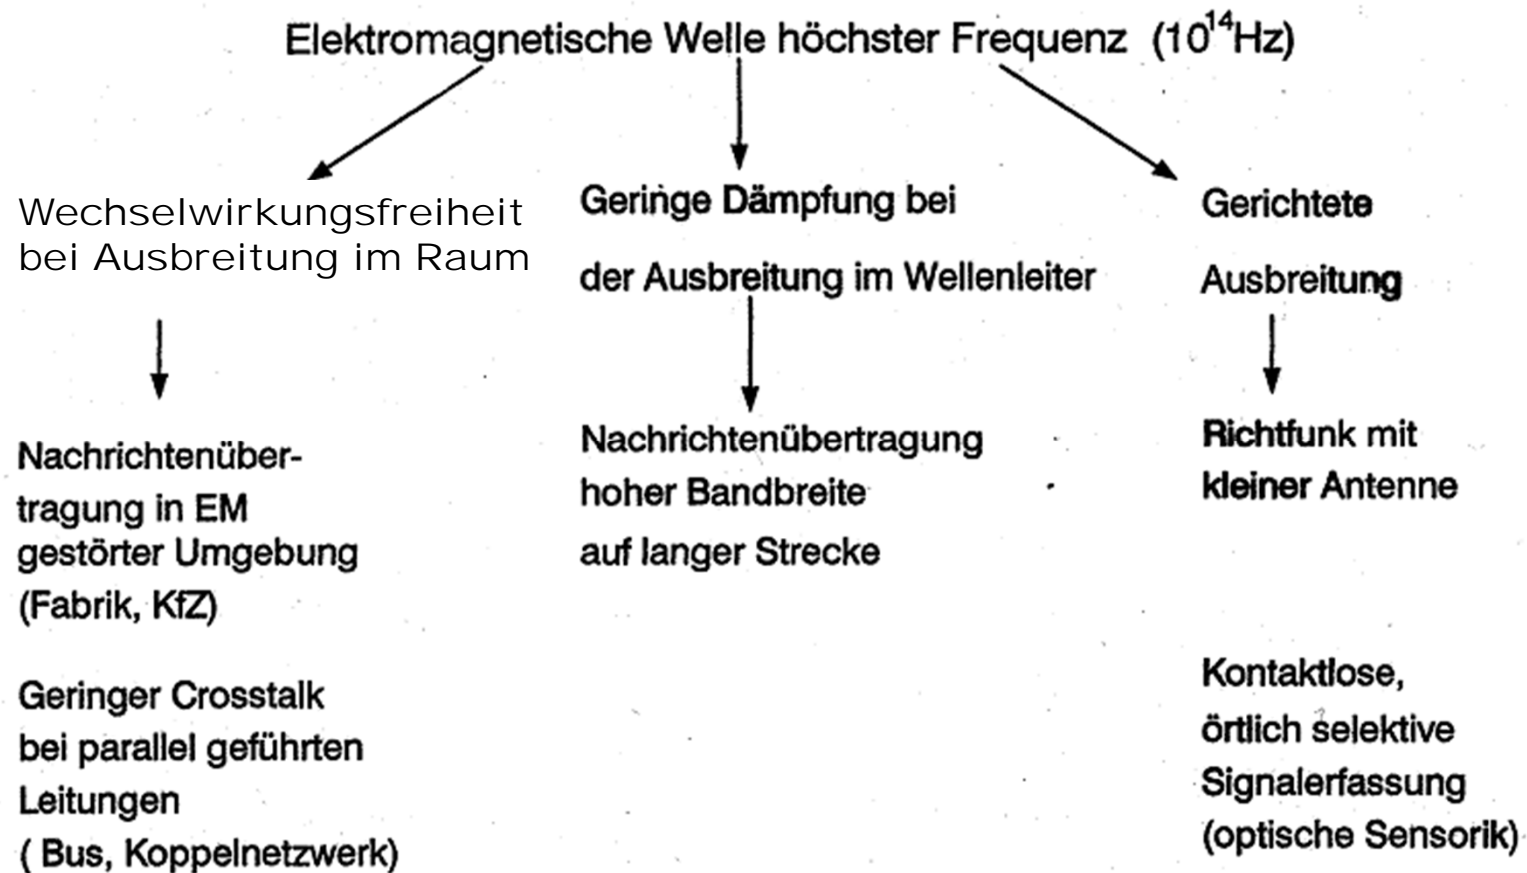 Elektromagnetische Welle höchster Frequenz (10¹⁴Hz)
Wechselwirkungsfreiheit
bei Ausbreitung im Raum
Nachrichtenüber-
tragung in EM
gestörter Umgebung
(Fabrik, KfZ)
Geringer Crosstalk
bei parallel geführten
Leitungen
( Bus, Koppelnetzwerk)
Geringe Dämpfung bei
der Ausbreitung im Wellenleiter
Nachrichtenübertragung
hoher Bandbreite
auf langer Strecke
Gerichtete
Ausbreitung
Richtfunk mit
kleiner Antenne
Kontaktlose,
örtlich selektive
Signalerfassung
(optische Sensorik)